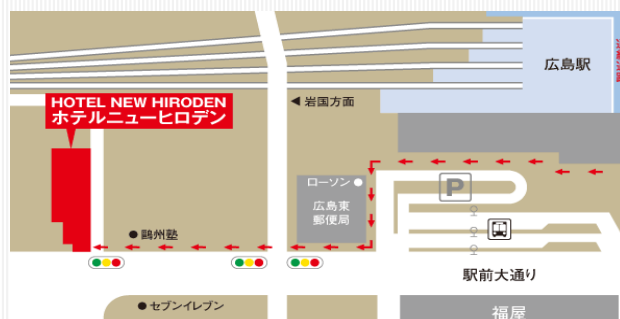 広島駅
HOTEL NEW HIRODEN
ホテルニューヒロデン
◀ 岩国方面
ローソン
P
広島東
郵便局
鷗州塾
駅前大通り
セブンイレブン
福屋